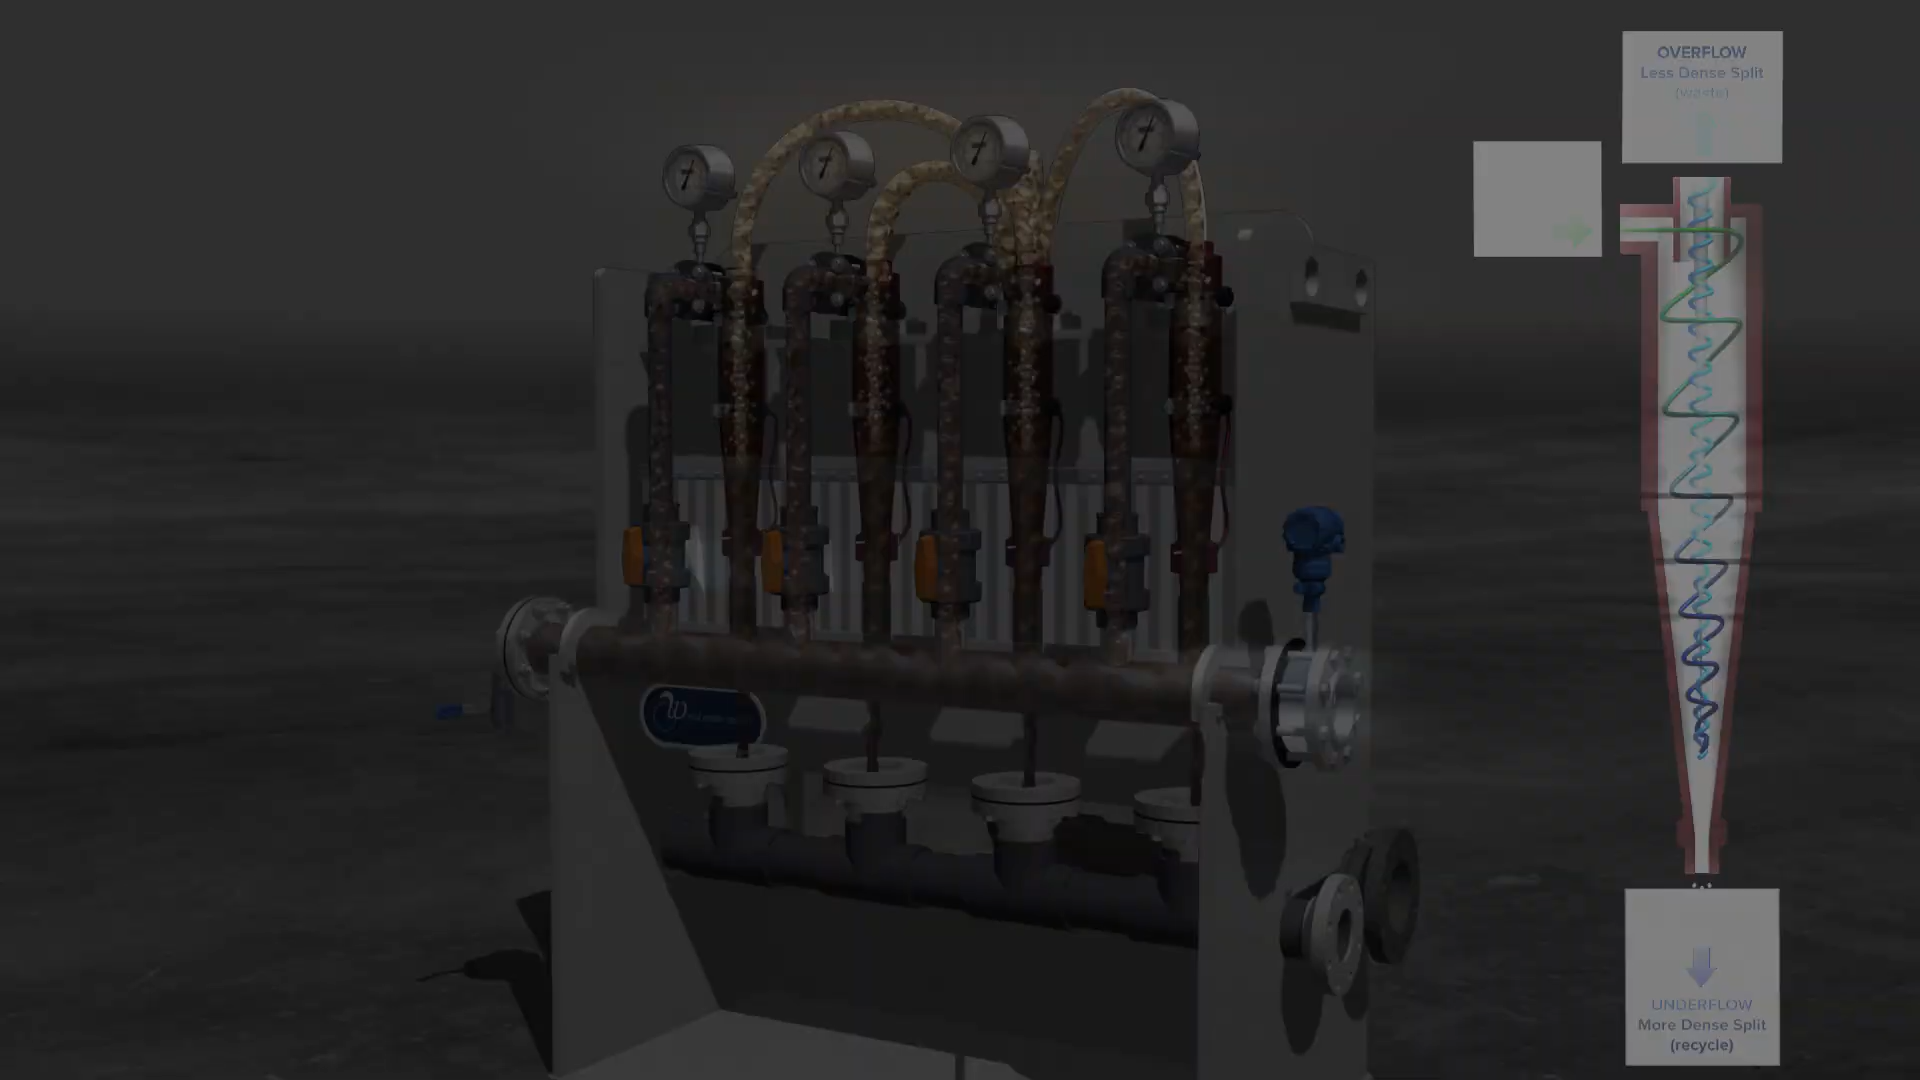 OVERFLOW
Less Dense Split
(waste)
UNDERFLOW
More Dense Split
(recycle)